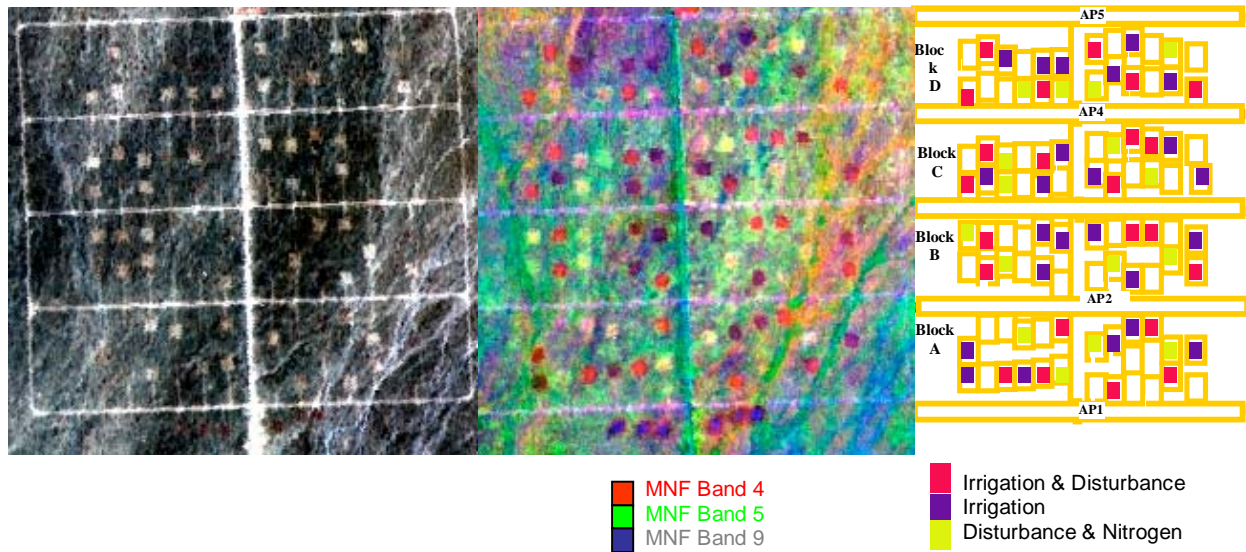 AP5
Bloc
k
D
AP4
Block
C
Block
B
AP2
Block
A
AP1
MNF Band 4
MNF Band 5
MNF Band 9
Irrigation & Disturbance
Irrigation
Disturbance & Nitrogen